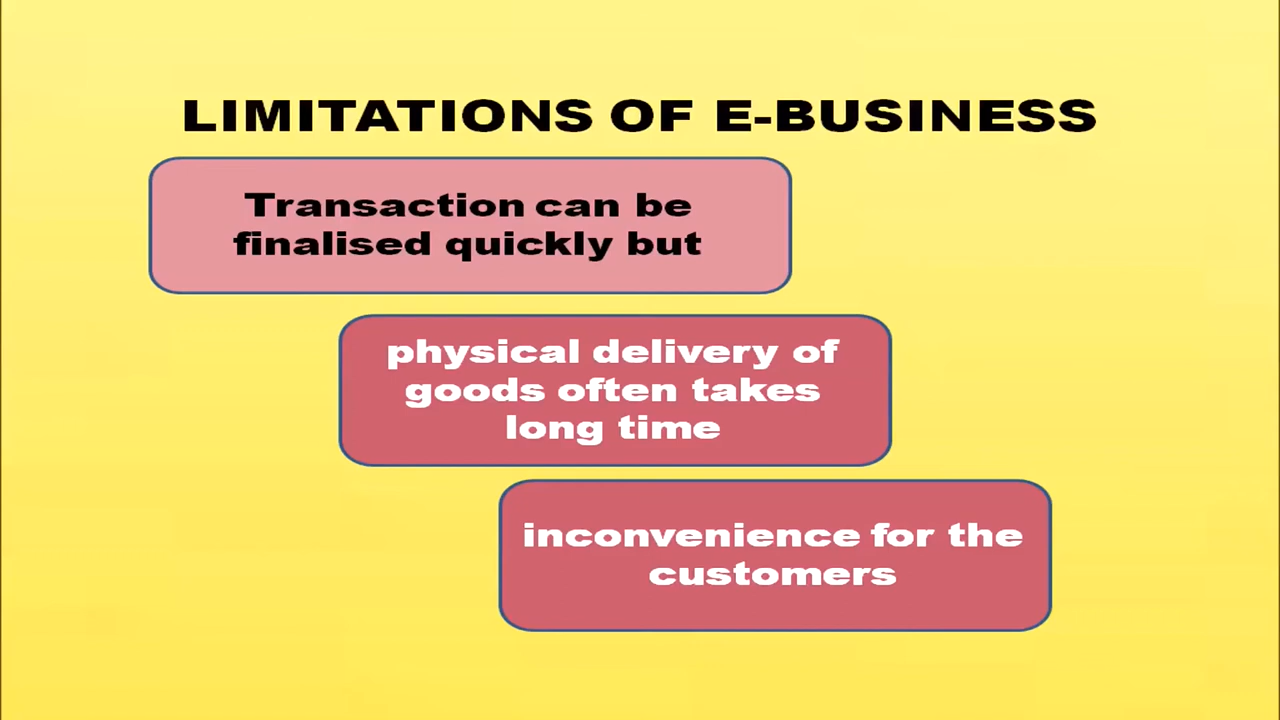 LIMITATIONS OF E-BUSINESS
Transaction can be
finalised quickly but
physical delivery of
goods often takes
long time
inconvenience for the
customers